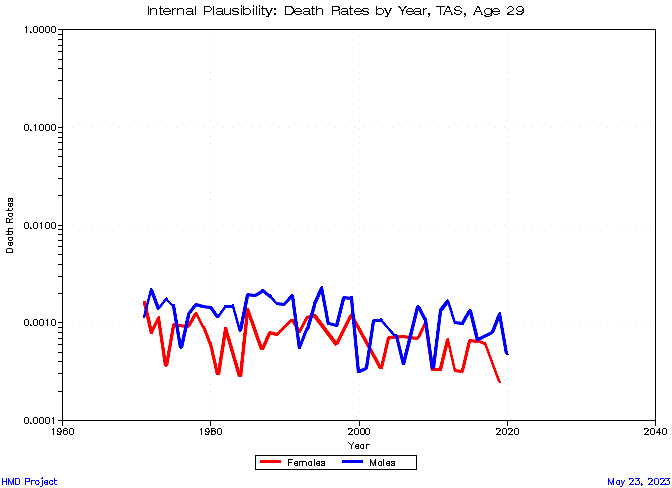 Internal Plausibility: Death Rates by Year, TAS, Age 29
1.0000
0.1000
0.0100
0.0010
0.0001
Death Rates
1960
1980
2000
2020
2040
Year
Females
Males
HMD Project
May 23, 2023